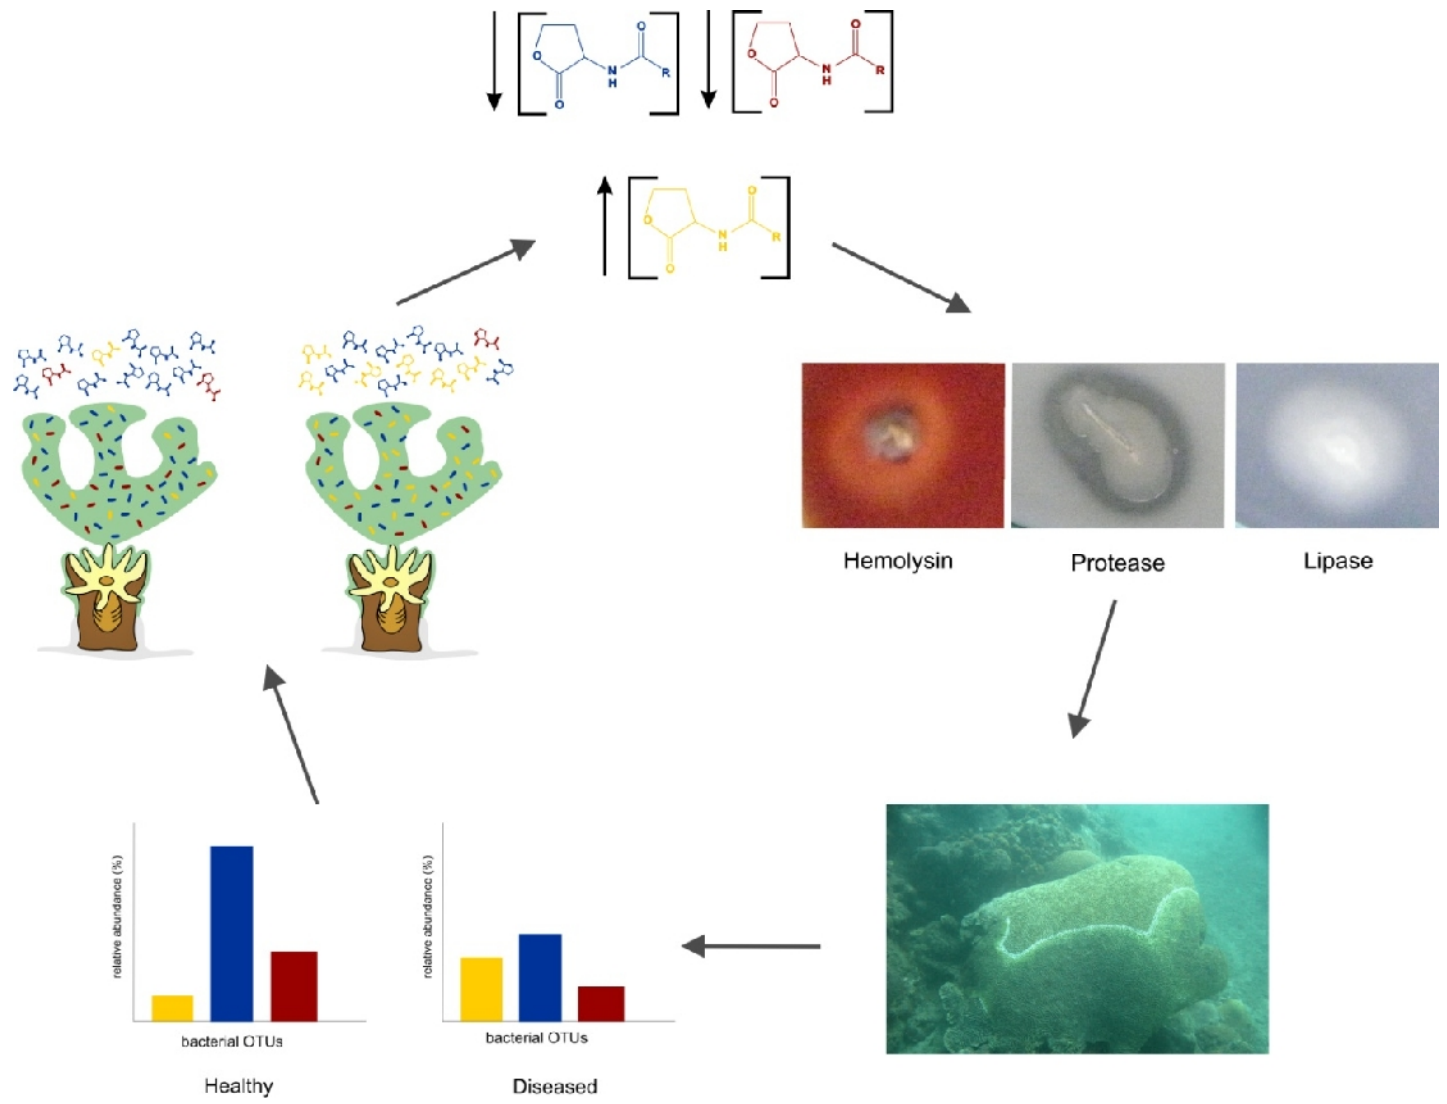 O O N H O R
O O N H O R
O O N H O R
Hemolysin Protease Lipase
relative abundance (%)
bacterial OTUs
Healthy
relative abundance (%)
bacterial OTUs
Diseased